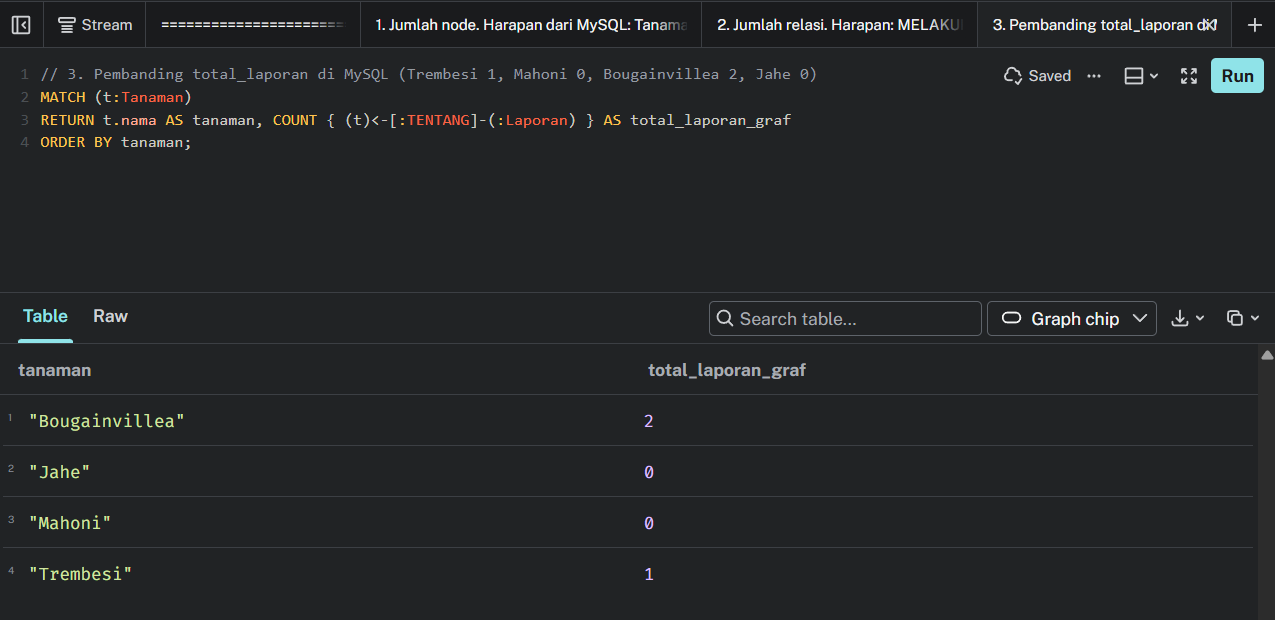 Stream
======================
1. Jumlah node. Harapan dari MySQL: Tanama
2. Jumlah relasi. Harapan: MELAKU
3. Pembanding total_laporan di
1 // 3. Pembanding total_laporan di MySQL (Trembesi 1, Mahoni 0, Bougainvillea 2, Jahe 0)
2 MATCH (t:Tanaman)
3 RETURN t.nama AS tanaman, COUNT { (t)<-[:TENTANG]-(:Laporan) } AS total_laporan_graf
4 ORDER BY tanaman;
Saved
Run
Table
Raw
Search table...
Graph chip
tanaman total_laporan_graf
1 "Bougainvillea" 2
2 "Jahe" 0
3 "Mahoni" 0
4 "Trembesi" 1